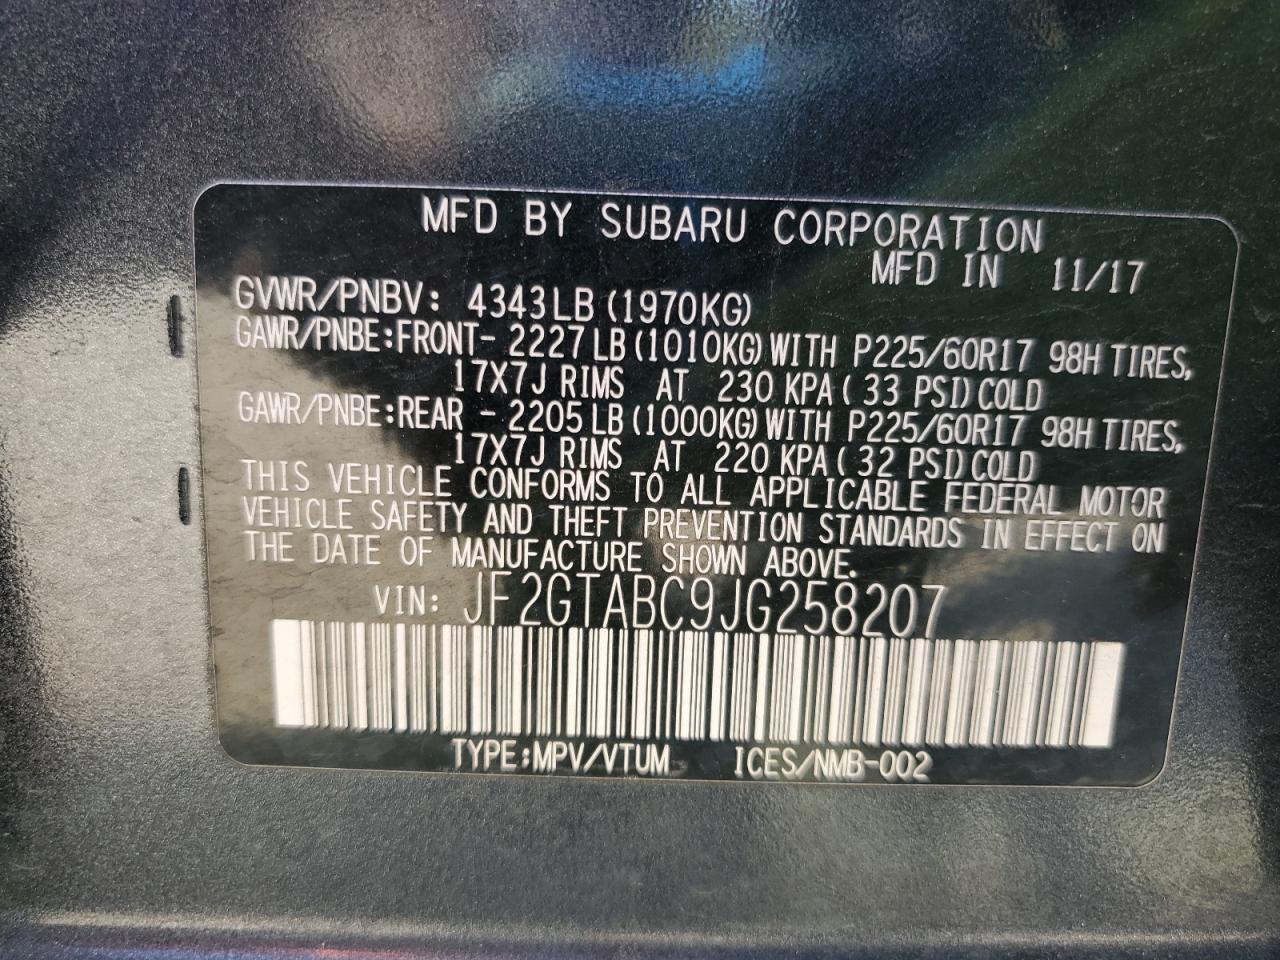 MFD BY SUBARU CORPORATION
MFD IN 11/17
GVWR/PNBV: 4343LB (1970KG)
GAWR/PNBE:FRONT- 2227 LB (1010KG) WITH P225/60R17 98H TIRES,
17X7J RIMS AT 230 KPA ( 33 PSI) COLD
GAWR/PNBE:REAR - 2205 LB (1000KG) WITH P225/60R17 98H TIRES,
17X7J RIMS AT 220 KPA ( 32 PSI) COLD
THIS VEHICLE CONFORMS TO ALL APPLICABLE FEDERAL MOTOR
VEHICLE SAFETY AND THEFT PREVENTION STANDARDS IN EFFECT ON
THE DATE OF MANUFACTURE SHOWN ABOVE.
VIN: JF2GTABC9JG258207
TYPE:MPV/VTUM ICES/NMB-002